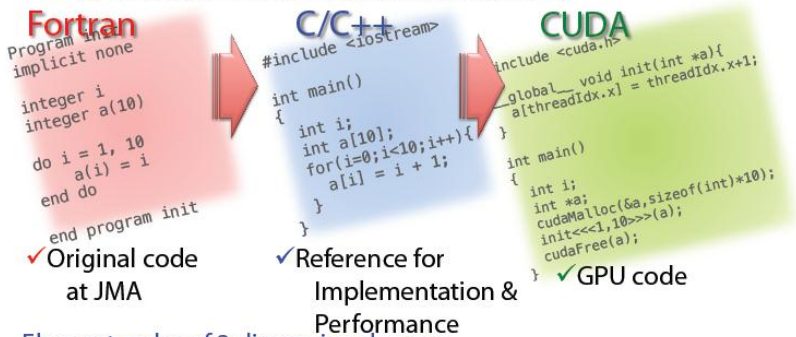 Fortran
Program init
implicit none
integer i
integer a(10)
do i = 1, 10
a(i) = i
end do
end program init
✓Original code
at JMA
C/C++
#include <iostream>
int main()
{
int i;
int a[10];
for(i=0;i<10;i++){
a[i] = i + 1;
}
}
✓Reference for
Implementation &
Performance
CUDA
include <cuda.h>
__global__ void init(int *a){
a[threadIdx.x] = threadIdx.x+1;
}
int main()
{
int i;
int *a;
cudaMalloc(&a,sizeof(int)*10);
init<<<1,10>>>(a);
cudaFree(a);
}
✓GPU code